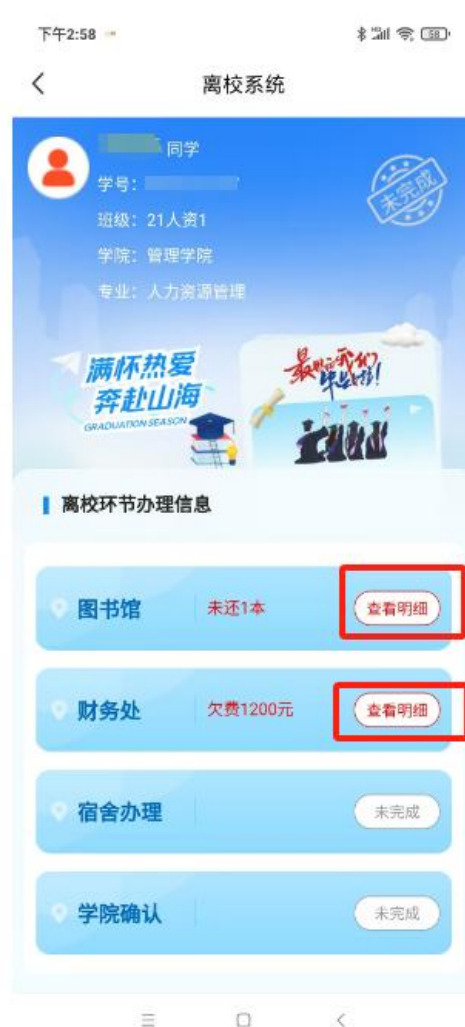 下午2:58
58
离校系统
同学
学号：
未完成
班级：21人资1
学院：管理学院
专业：人力资源管理
满怀热爱
奔赴山海
GRADUATION SEASON
毕业啦!
离校环节办理信息
图书馆
未还1本
查看明细
财务处
欠费1200元
查看明细
宿舍办理
未完成
学院确认
未完成